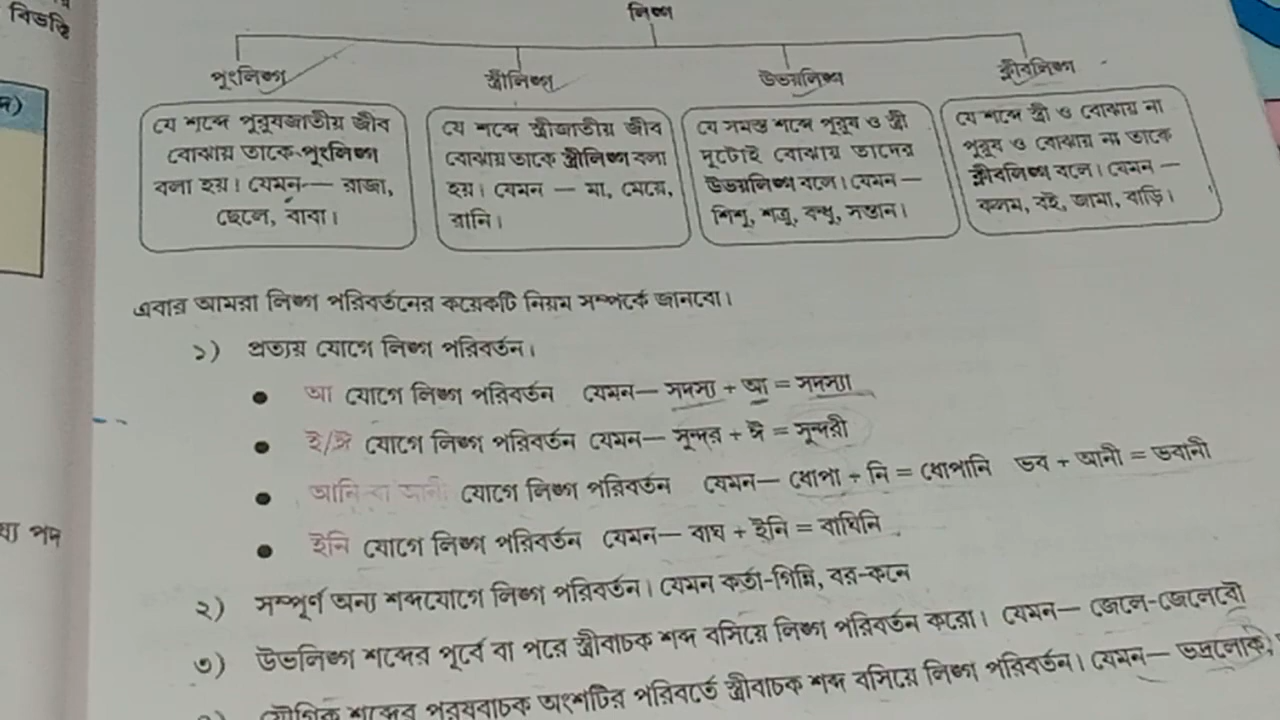 বিভক্তি
লিঙ্গ
পুংলিঙ্গ
স্ত্রীলিঙ্গ
উভয়লিঙ্গ
ক্লীবলিঙ্গ
যে শব্দে পুরুষজাতীয় জীব
বোঝায় তাকে পুংলিঙ্গ
বলা হয়। যেমন— রাজা,
ছেলে, বাবা।
যে শব্দে স্ত্রীজাতীয় জীব
বোঝায় তাকে স্ত্রীলিঙ্গ বলা
হয়। যেমন — মা, মেয়ে,
রানি।
যে সমস্ত শব্দে পুরুষ ও স্ত্রী
দুটোই বোঝায় তাদের
উভয়লিঙ্গ বলে। যেমন —
শিশু, শত্রু, বন্ধু, সন্তান।
যে শব্দে স্ত্রী ও বোঝায় না
পুরুষ ও বোঝায় না তাকে
ক্লীবলিঙ্গ বলে। যেমন —
কলম, বই, জামা, বাড়ি।
এবার আমরা লিঙ্গ পরিবর্তনের কয়েকটি নিয়ম সম্পর্কে জানবো।
১) প্রত্যয় যোগে লিঙ্গ পরিবর্তন।
● আ যোগে লিঙ্গ পরিবর্তন যেমন— সদস্য + আ = সদস্যা
● ই/ঈ যোগে লিঙ্গ পরিবর্তন যেমন— সুন্দর + ঈ = সুন্দরী
● আনি বা আনী যোগে লিঙ্গ পরিবর্তন যেমন— ধোপা + নি = ধোপানি ভব + আনী = ভবানী
● ইনি যোগে লিঙ্গ পরিবর্তন যেমন— বাঘ + ইনি = বাঘিনি
২) সম্পূর্ণ অন্য শব্দযোগে লিঙ্গ পরিবর্তন। যেমন কর্তা-গিন্নি, বর-কনে
৩) উভলিঙ্গ শব্দের পূর্বে বা পরে স্ত্রীবাচক শব্দ বসিয়ে লিঙ্গ পরিবর্তন করো। যেমন— জেলে-জেলেবৌ
যৌগিক শব্দের পুরুষবাচক অংশটির পরিবর্তে স্ত্রীবাচক শব্দ বসিয়ে লিঙ্গ পরিবর্তন। যেমন— ভদ্রলোক,
পদ